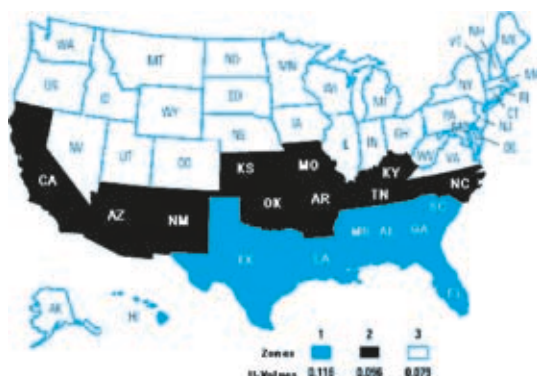 WA
MT
ND
MN
WI
MI
NY
NH
VT
ME
RI
CT
NJ
OR
ID
WY
SD
IA
NE
NV
UT
CO
IL
IN
OH
PA
WV
VA
CA
AZ
NM
KS
MO
KY
OK
AR
TN
NC
TX
LA
MS
AL
GA
SC
FL
AK
HI
1 2 3
Zones
U-Values 0.116 0.096 0.079